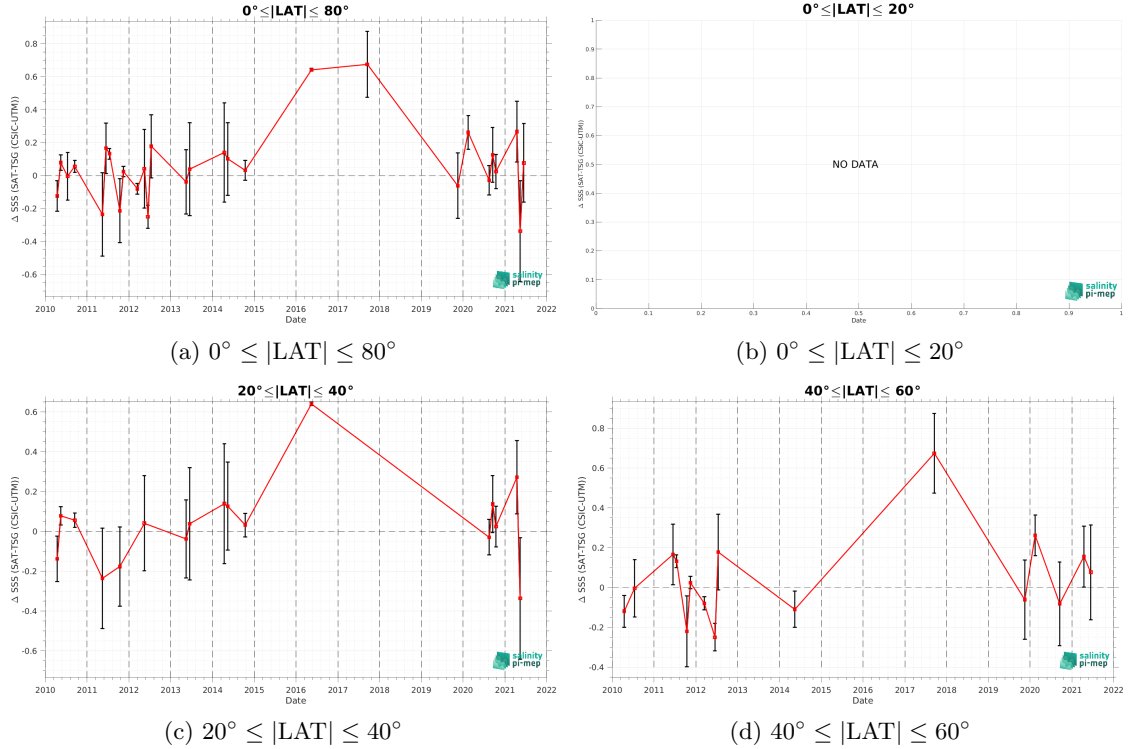 0°≤|LAT|≤ 80°
Δ SSS (SAT-TSG (CSIC-UTM))
0.8
0.6
0.4
0.2
0
-0.2
-0.4
-0.6
2010 2011 2012 2013 2014 2015 2016 2017 2018 2019 2020 2021 2022
Date
salinity
pi-mep
(a) 0° ≤ |LAT| ≤ 80°
0°≤|LAT|≤ 20°
Δ SSS (SAT-TSG (CSIC-UTM))
1
0.9
0.8
0.7
0.6
0.5
0.4
0.3
0.2
0.1
0
NO DATA
0 0.1 0.2 0.3 0.4 0.5 0.6 0.7 0.8 0.9 1
Date
salinity
pi-mep
(b) 0° ≤ |LAT| ≤ 20°
20°≤|LAT|≤ 40°
Δ SSS (SAT-TSG (CSIC-UTM))
0.6
0.4
0.2
0
-0.2
-0.4
-0.6
2010 2011 2012 2013 2014 2015 2016 2017 2018 2019 2020 2021 2022
Date
salinity
pi-mep
(c) 20° ≤ |LAT| ≤ 40°
40°≤|LAT|≤ 60°
Δ SSS (SAT-TSG (CSIC-UTM))
0.8
0.6
0.4
0.2
0
-0.2
-0.4
2010 2011 2012 2013 2014 2015 2016 2017 2018 2019 2020 2021 2022
Date
salinity
pi-mep
(d) 40° ≤ |LAT| ≤ 60°